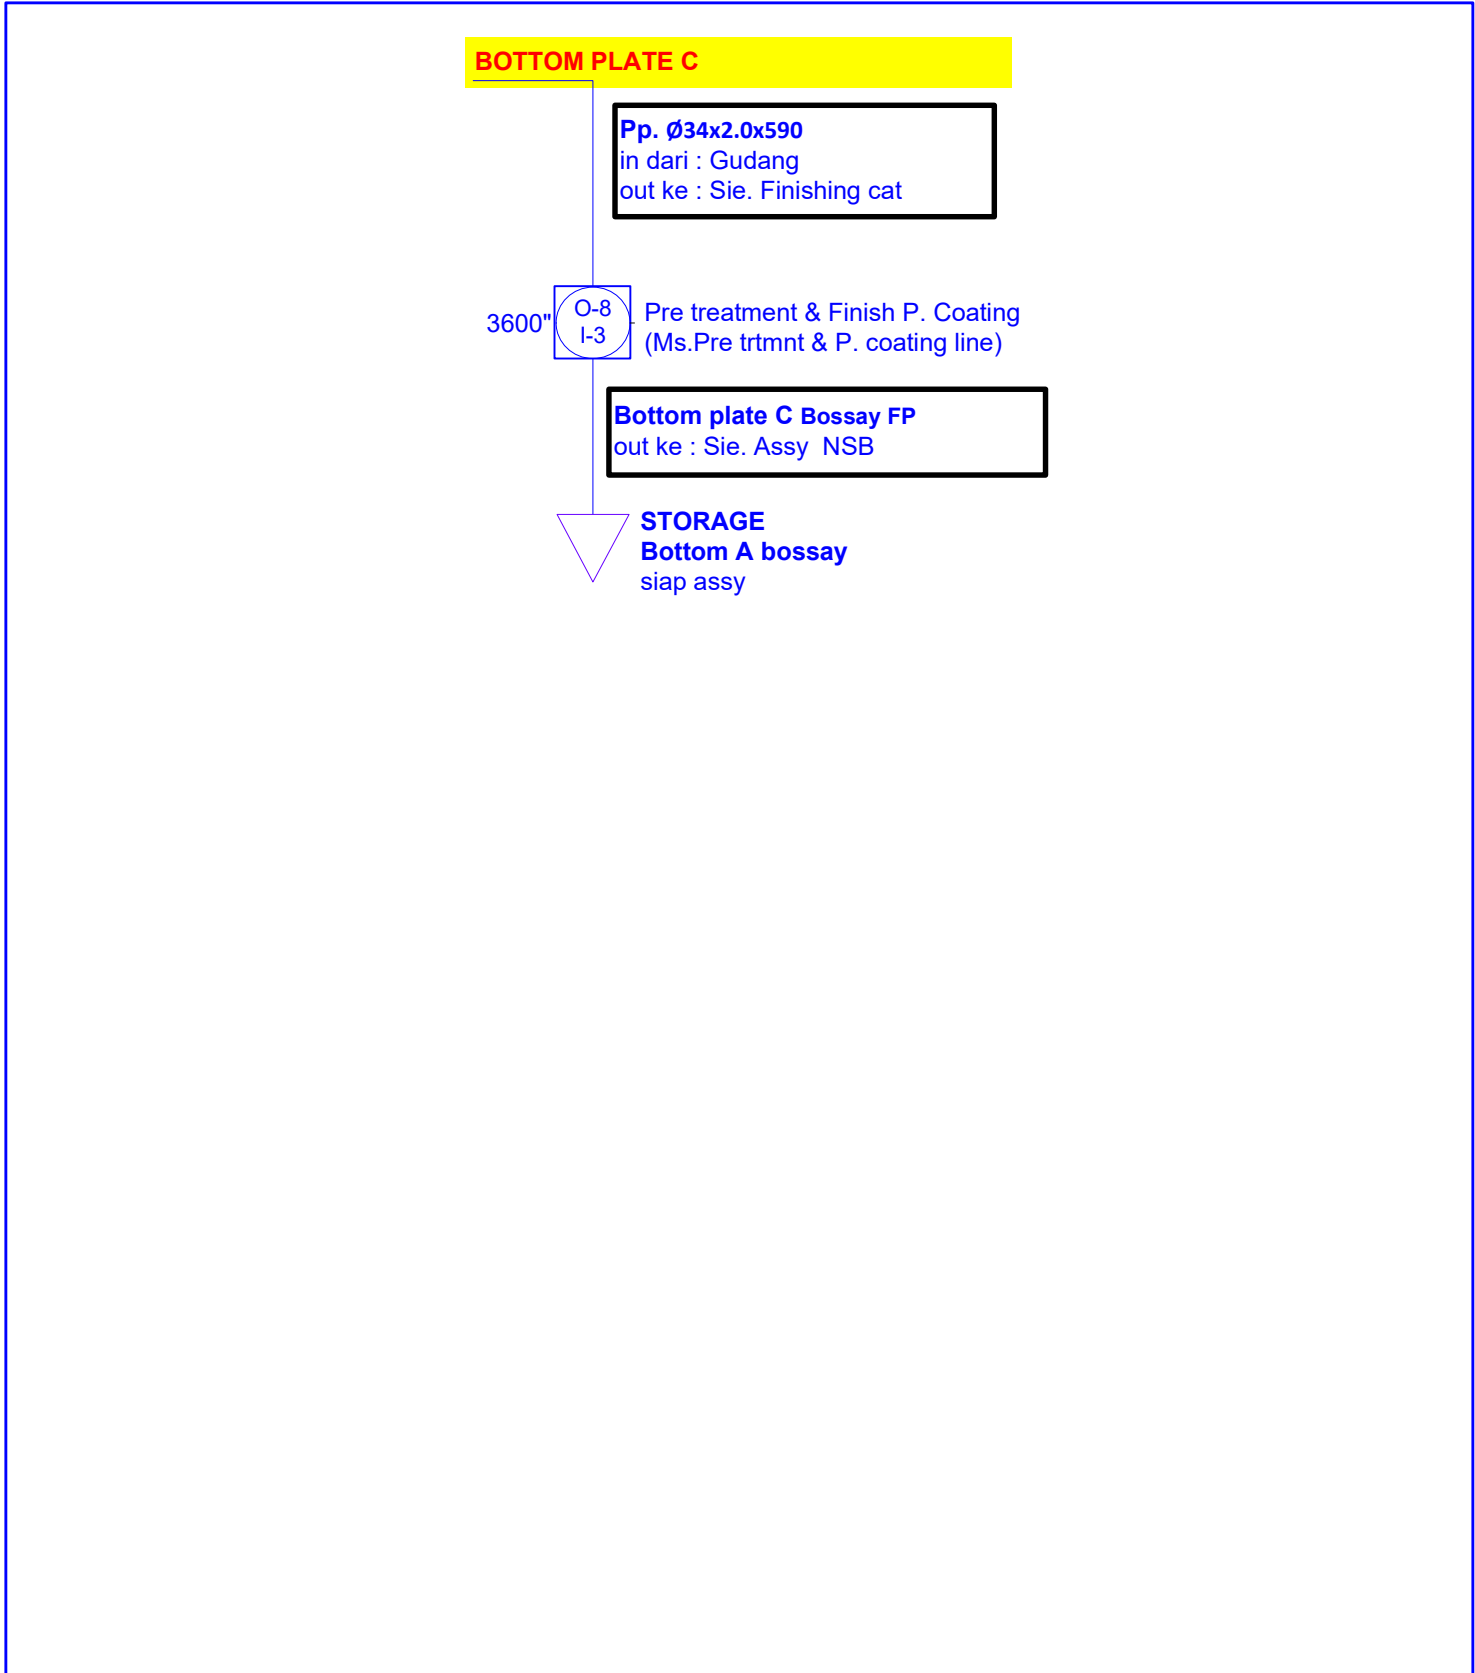 BOTTOM PLATE C
Pp. Ø34x2.0x590
in dari : Gudang
out ke : Sie. Finishing cat
3600"
O-8
I-3
Pre treatment & Finish P. Coating
(Ms.Pre trtmnt & P. coating line)
Bottom plate C Bossay FP
out ke : Sie. Assy  NSB
STORAGE
Bottom A bossay
siap assy